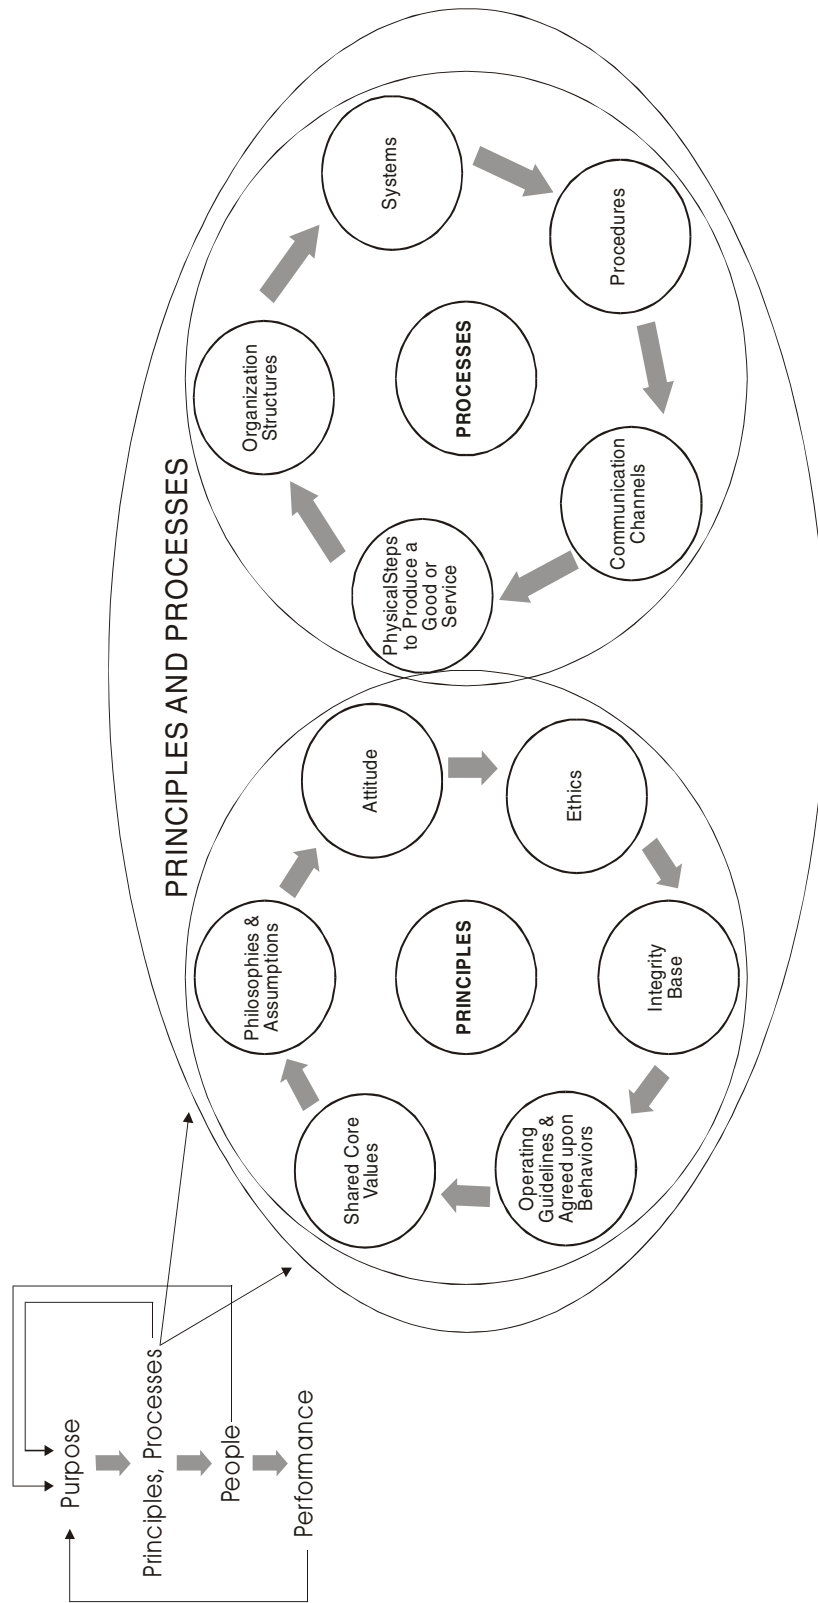 Purpose
Principles, Processes
People
Performance
PRINCIPLES AND PROCESSES
Philosophies &
Assumptions
Attitude
Ethics
Integrity
Base
Operating
Guidelines &
Agreed upon
Behaviors
Shared Core
Values
PRINCIPLES
Organization
Structures
Systems
Procedures
Communication
Channels
PhysicalSteps
to Produce a
Good or
Service
PROCESSES